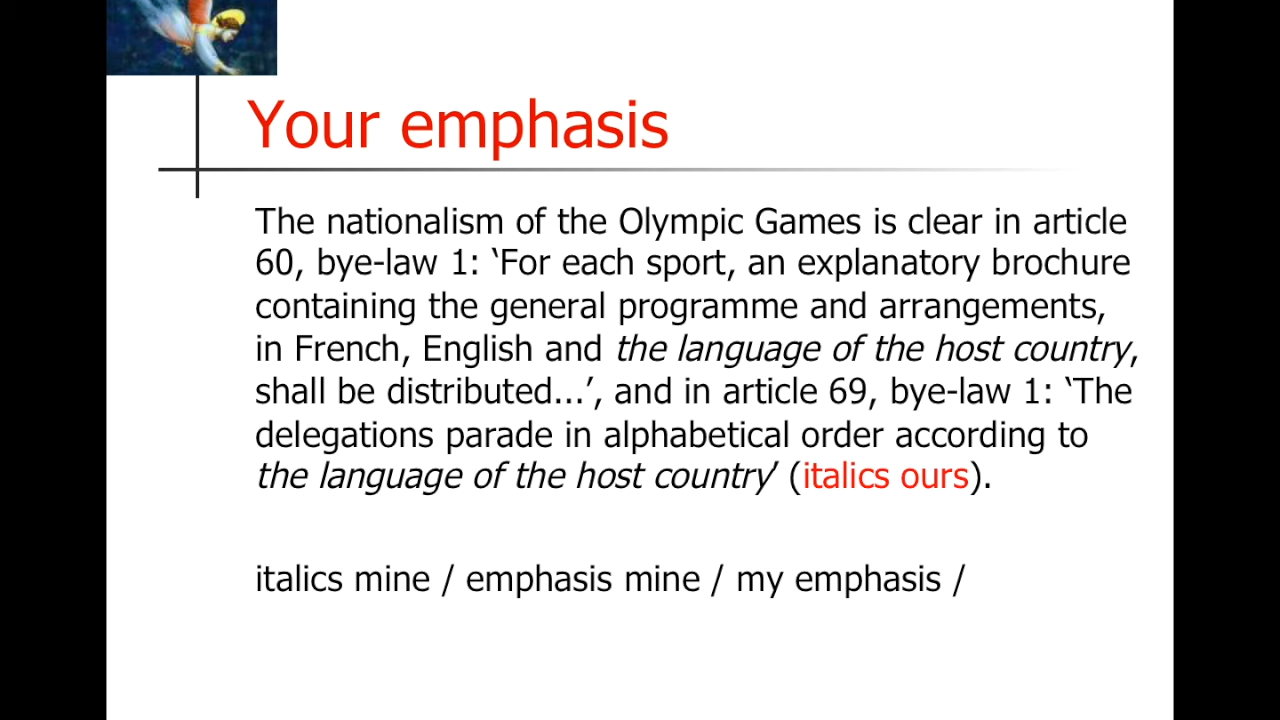 Your emphasis
The nationalism of the Olympic Games is clear in article
60, bye-law 1: ‘For each sport, an explanatory brochure
containing the general programme and arrangements,
in French, English and the language of the host country,
shall be distributed...’, and in article 69, bye-law 1: ‘The
delegations parade in alphabetical order according to
the language of the host country’ (italics ours).
italics mine / emphasis mine / my emphasis /